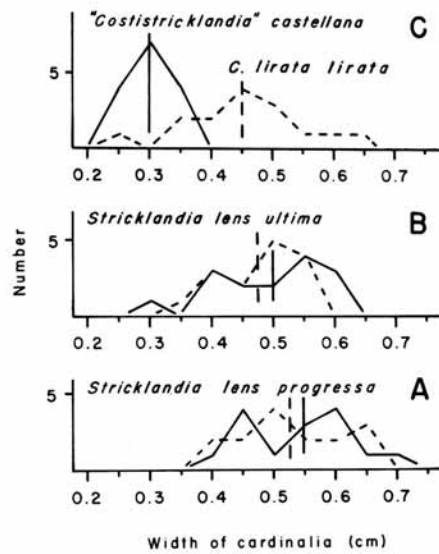 "Costistricklandia" castellana
C
C. lirata lirata
5
0.2 0.3 0.4 0.5 0.6 0.7
Stricklandia lens ultima
B
5
0.2 0.3 0.4 0.5 0.6 0.7
Number
Stricklandia lens progressa
A
5
0.2 0.3 0.4 0.5 0.6 0.7
Width of cardinalia (cm)